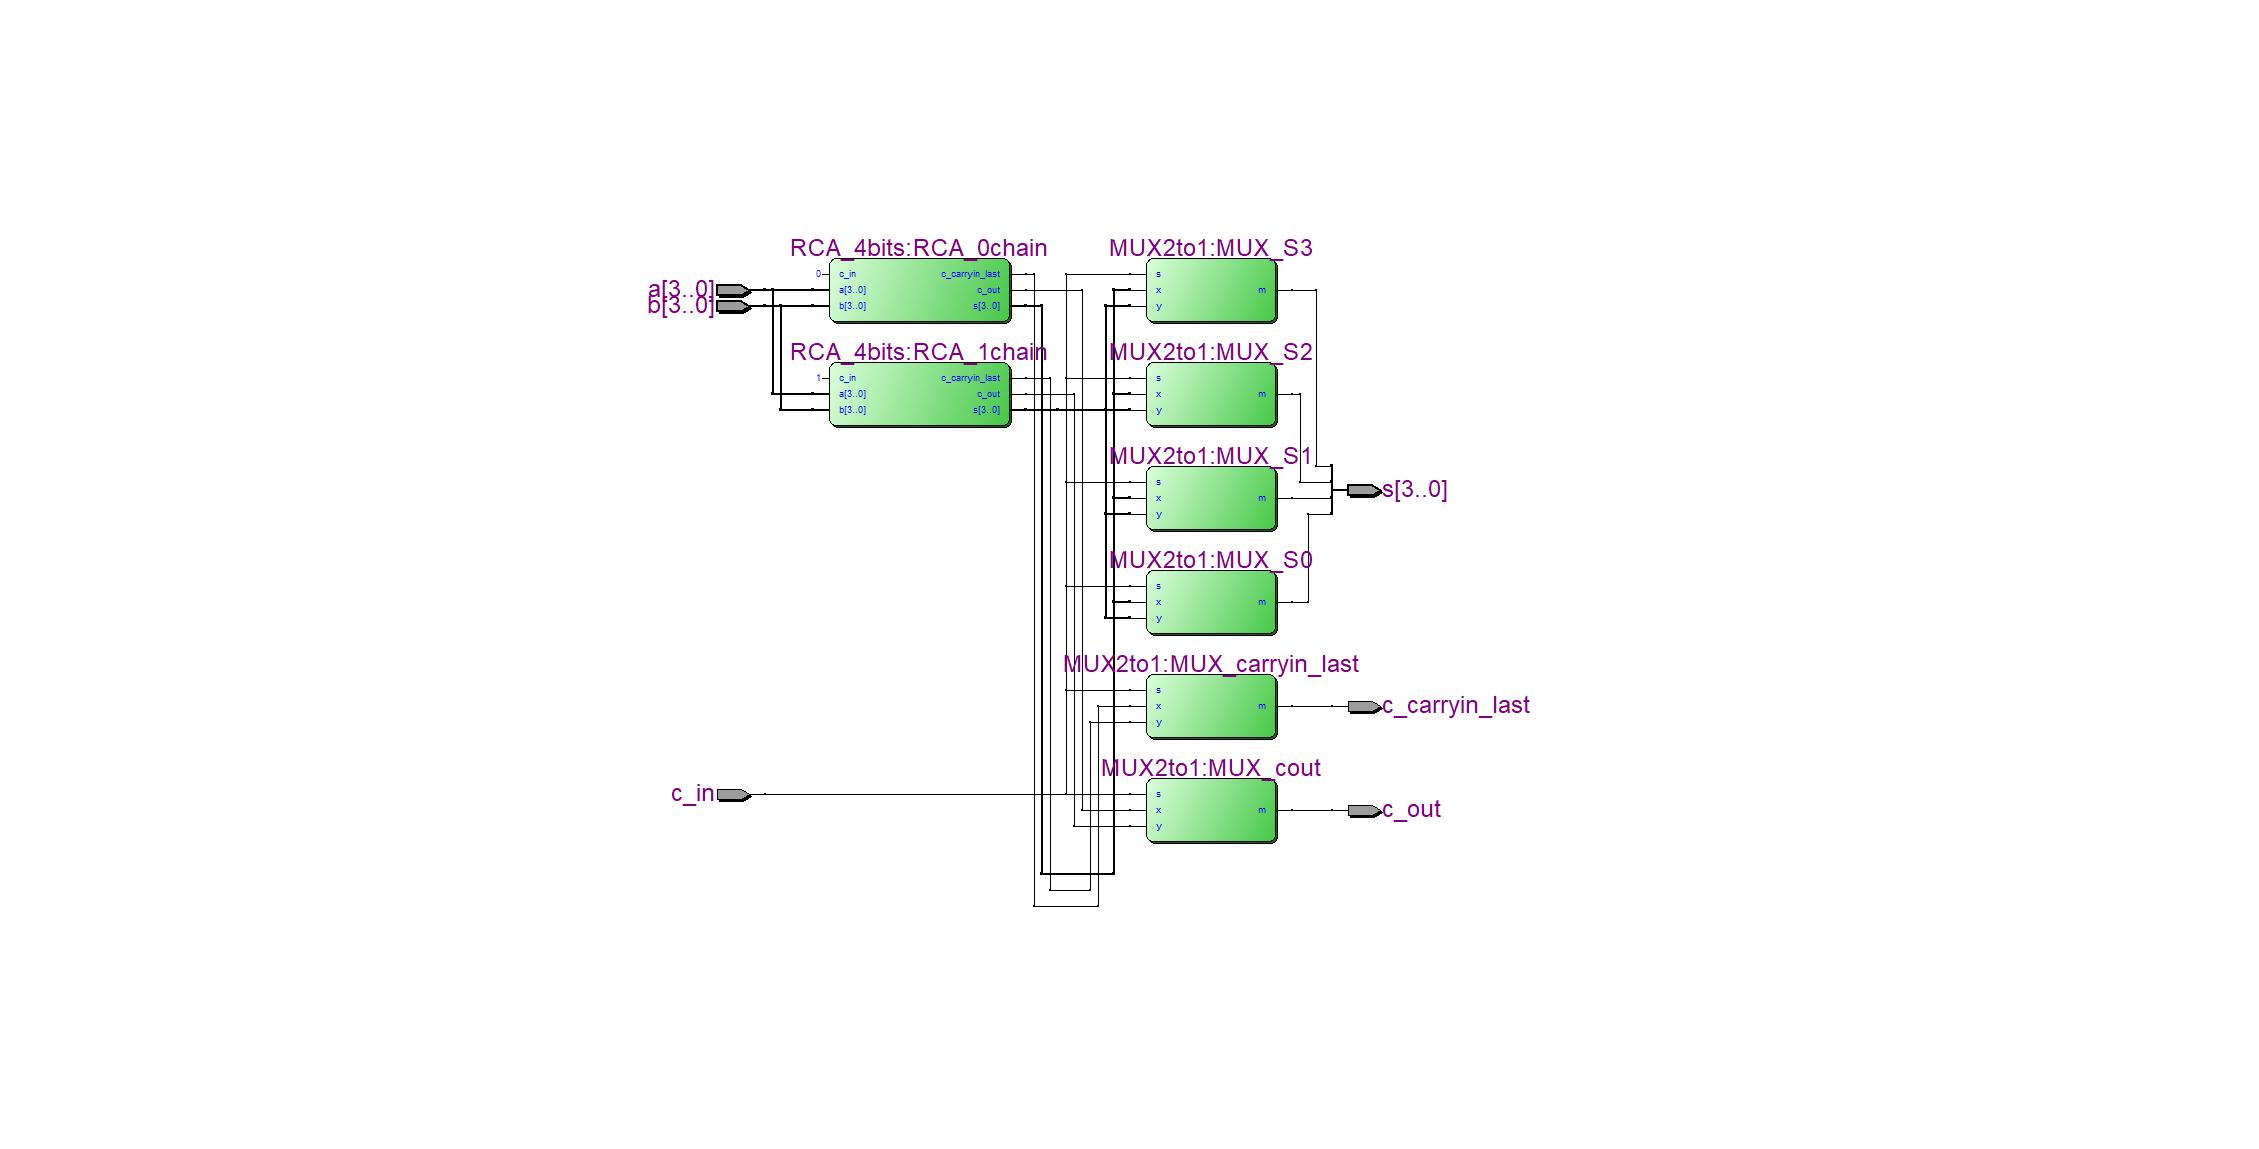 RCA_4bits:RCA_0chain
0
c_in
a[3..0]
b[3..0]
c_carryin_last
c_out
s[3..0]
a[3..0]
b[3..0]
RCA_4bits:RCA_1chain
1
c_in
a[3..0]
b[3..0]
c_carryin_last
c_out
s[3..0]
MUX2to1:MUX_S3
s
x
y
m
MUX2to1:MUX_S2
s
x
y
m
MUX2to1:MUX_S1
s
x
y
m
s[3..0]
MUX2to1:MUX_S0
s
x
y
m
MUX2to1:MUX_carryin_last
s
x
y
m
c_carryin_last
c_in
MUX2to1:MUX_cout
s
x
y
m
c_out